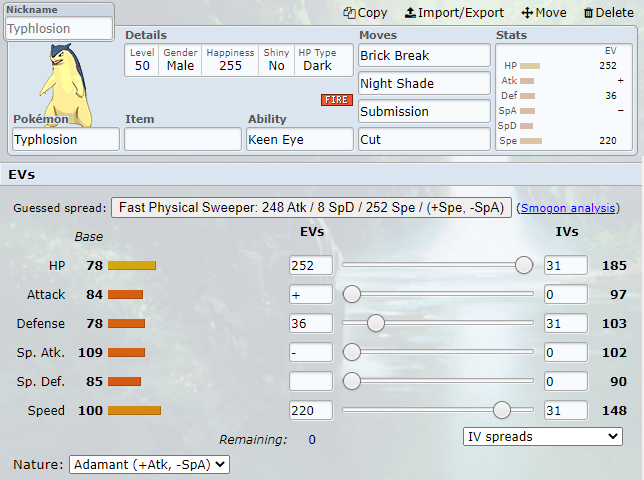 Nickname
Typhlosion
Copy Import/Export Move Delete
Details
Level Gender Happiness Shiny HP Type
50 Male 255 No Dark
FIRE
Pokémon Item Ability
Typhlosion Keen Eye
Moves
Brick Break
Night Shade
Submission
Cut
Stats
EV
HP 252
Atk +
Def 36
SpA −
SpD
Spe 220
EVs
Guessed spread: Fast Physical Sweeper: 248 Atk / 8 SpD / 252 Spe / (+Spe, -SpA) (Smogon analysis)
Base EVs IVs
HP 78 252 31 185
Attack 84 + 0 97
Defense 78 36 31 103
Sp. Atk. 109 - 0 102
Sp. Def. 85 0 90
Speed 100 220 31 148
Remaining: 0 IV spreads
Nature: Adamant (+Atk, -SpA)